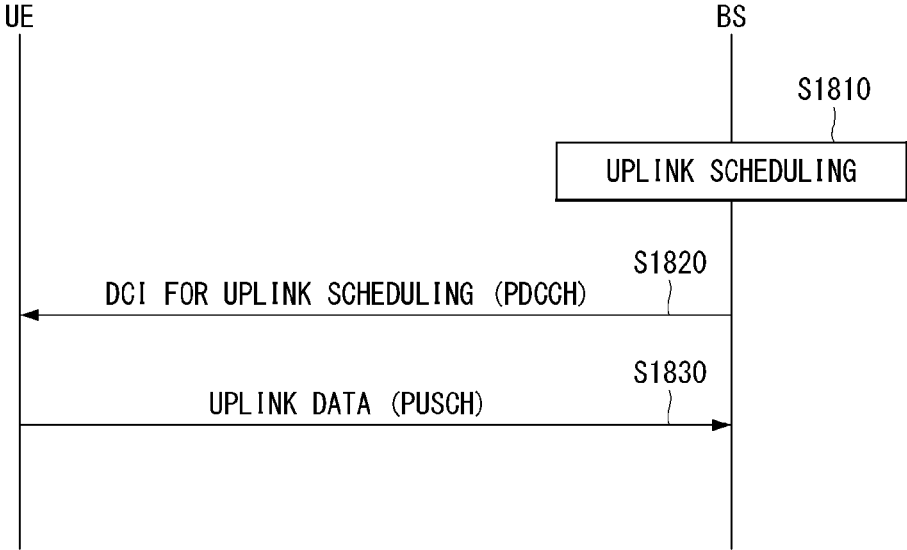 UE
BS
S1810
UPLINK SCHEDULING
S1820
DCI FOR UPLINK SCHEDULING (PDCCH)
S1830
UPLINK DATA (PUSCH)